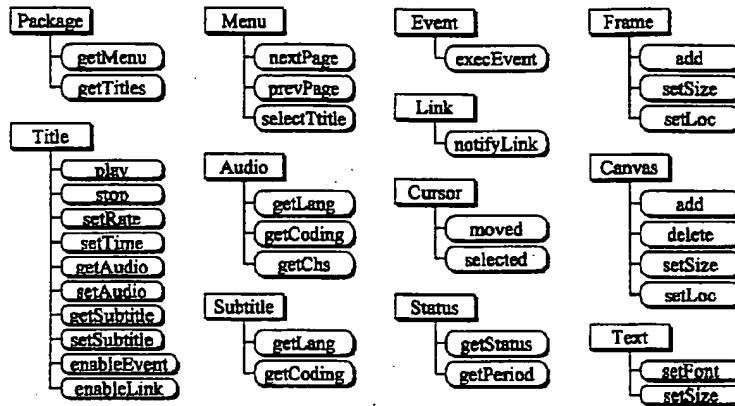 Package
getMenu
getTitles
Title
play
stop
setRate
setTime
getAudio
setAudio
getSubtitle
setSubtitle
enableEvent
enableLink
Menu
nextPage
prevPage
selectTtitle
Audio
getLang
getCoding
getChs
Subtitle
getLang
getCoding
Event
execEvent
Link
notifyLink
Cursor
moved
selected
Status
getStatus
getPeriod
Frame
add
setSize
setLoc
Canvas
add
delete
setSize
setLoc
Text
setFont
setSize